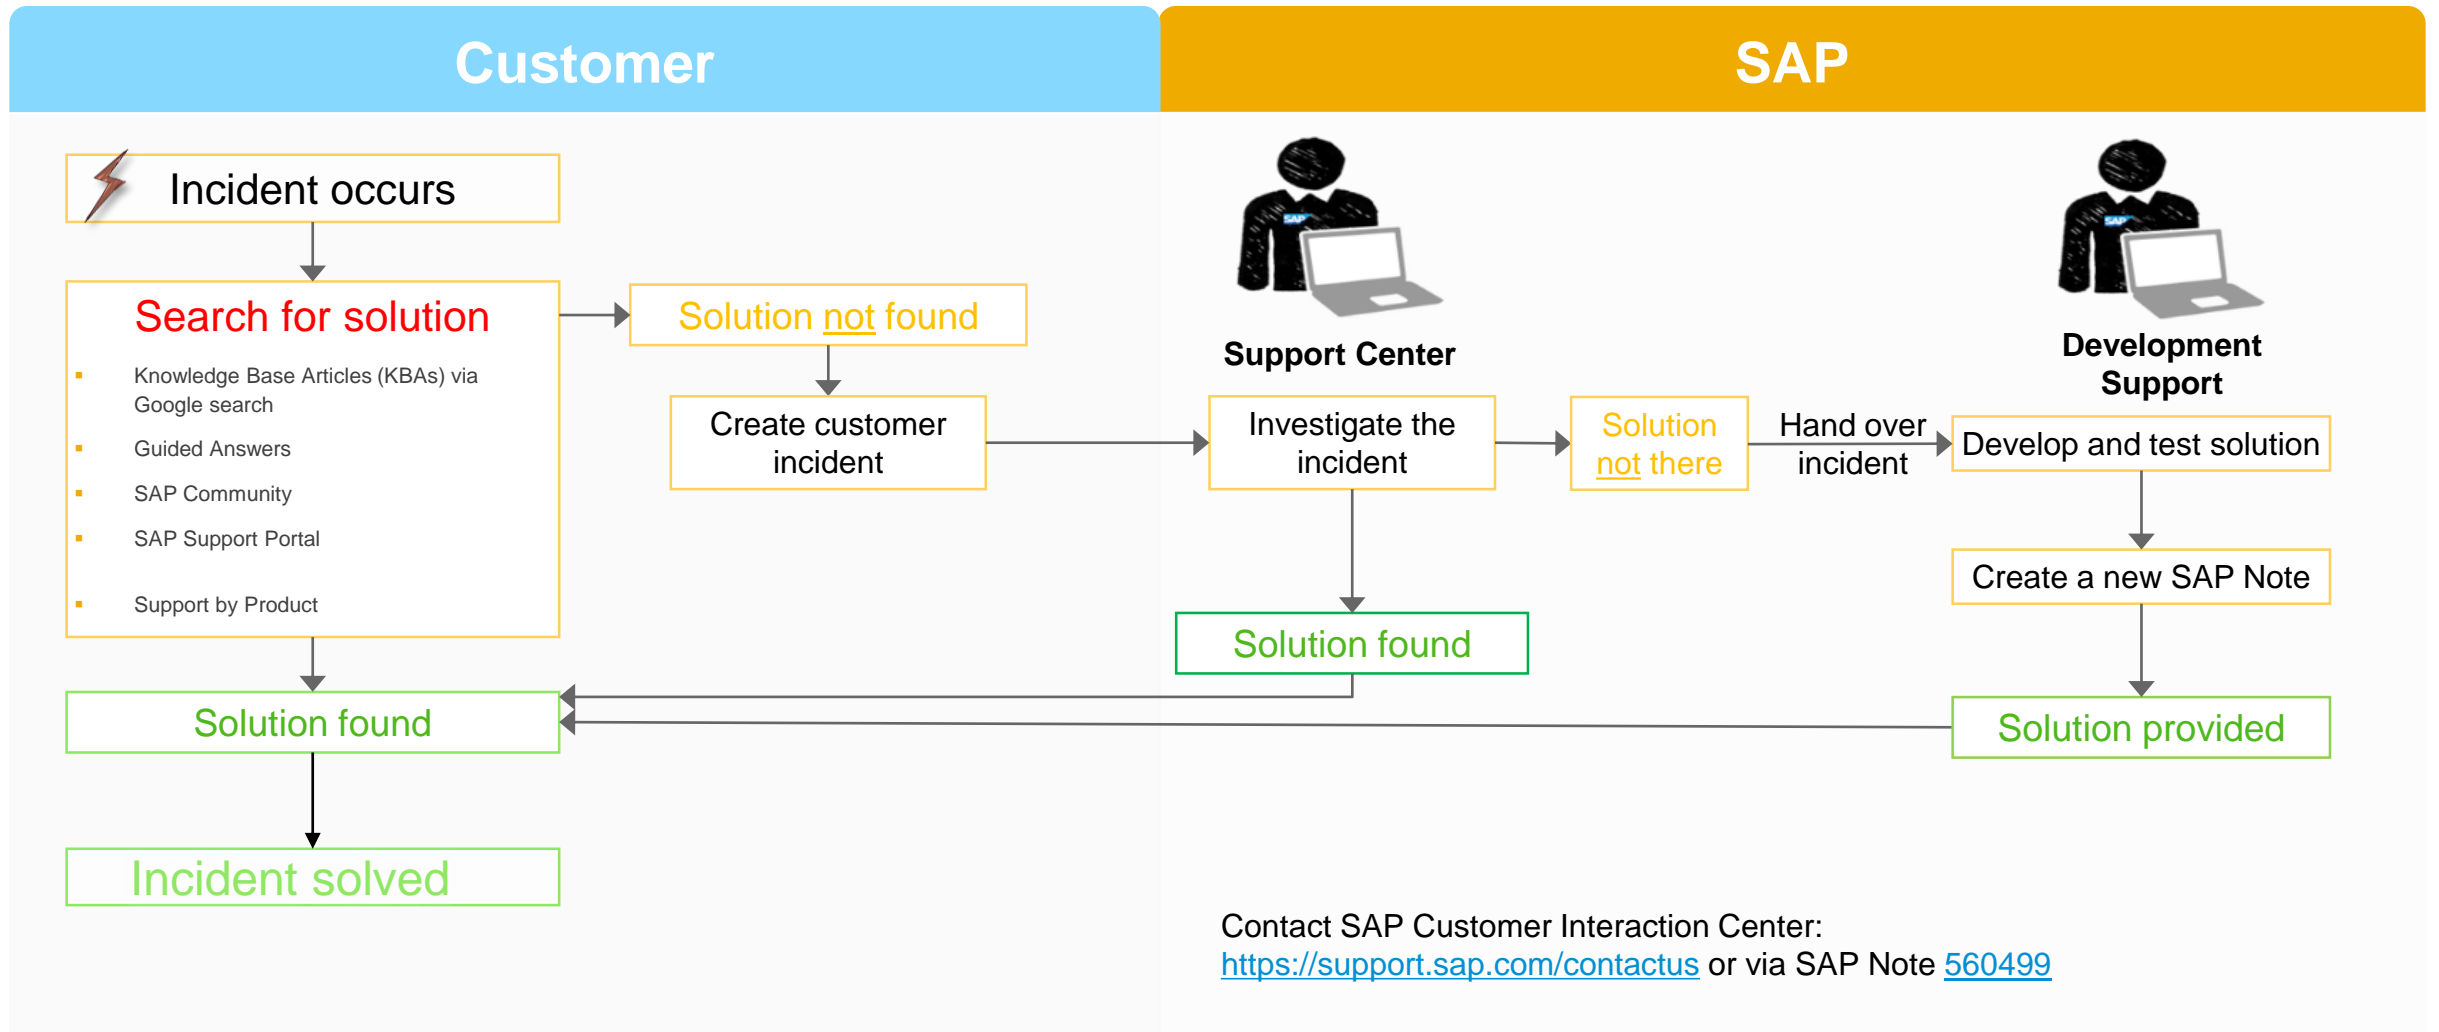 Customer
SAP
Incident occurs
Search for solution
Knowledge Base Articles (KBAs) via
Google search
Guided Answers
SAP Community
SAP Support Portal
Support by Product
Solution not found
Create customer
incident
Solution found
Incident solved
SAP
Support Center
Investigate the
incident
Solution
not there
Hand over
incident
Solution found
SAP
Development
Support
Develop and test solution
Create a new SAP Note
Solution provided
Contact SAP Customer Interaction Center:
https://support.sap.com/contactus or via SAP Note 560499